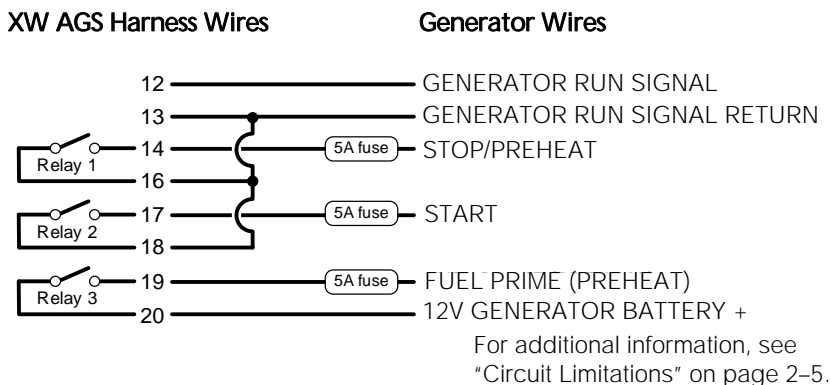 XW AGS Harness Wires Generator Wires
12 GENERATOR RUN SIGNAL
13 GENERATOR RUN SIGNAL RETURN
14 5A fuse STOP/PREHEAT
Relay 1
16
17 5A fuse START
Relay 2
18
19 5A fuse FUEL PRIME (PREHEAT)
Relay 3
20 12V GENERATOR BATTERY +
For additional information, see
"Circuit Limitations" on page 2–5.